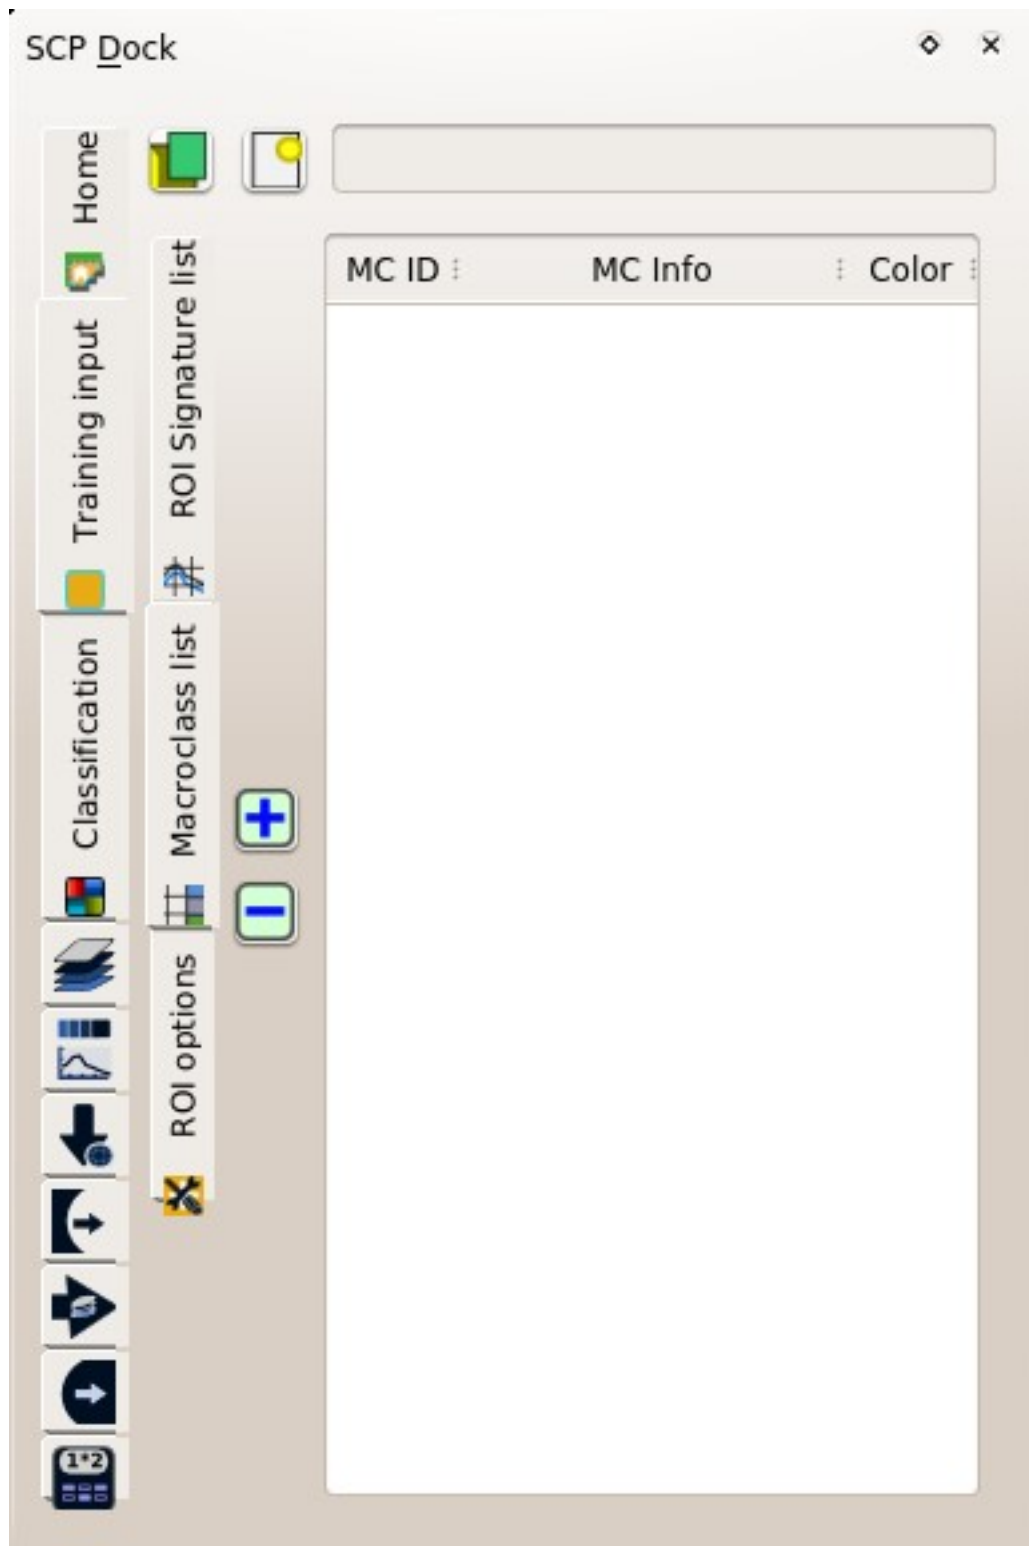 SCP Dock
Home
Training input
Classification
1*2
ROI Signature list
Macroclass list
ROI options
MC ID
MC Info
Color